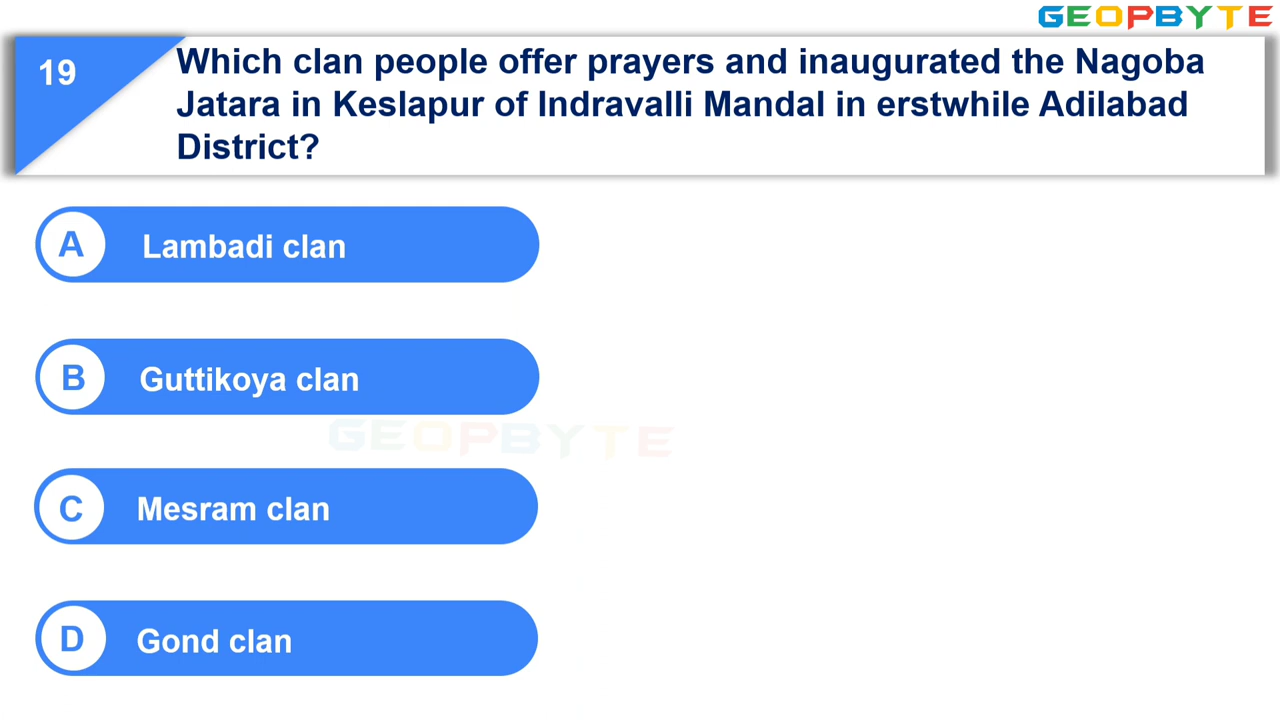 GEOPBYTE
19
Which clan people offer prayers and inaugurated the Nagoba
Jatara in Keslapur of Indravalli Mandal in erstwhile Adilabad
District?
A Lambadi clan
B Guttikoya clan
GEOPBYTE
C Mesram clan
D Gond clan